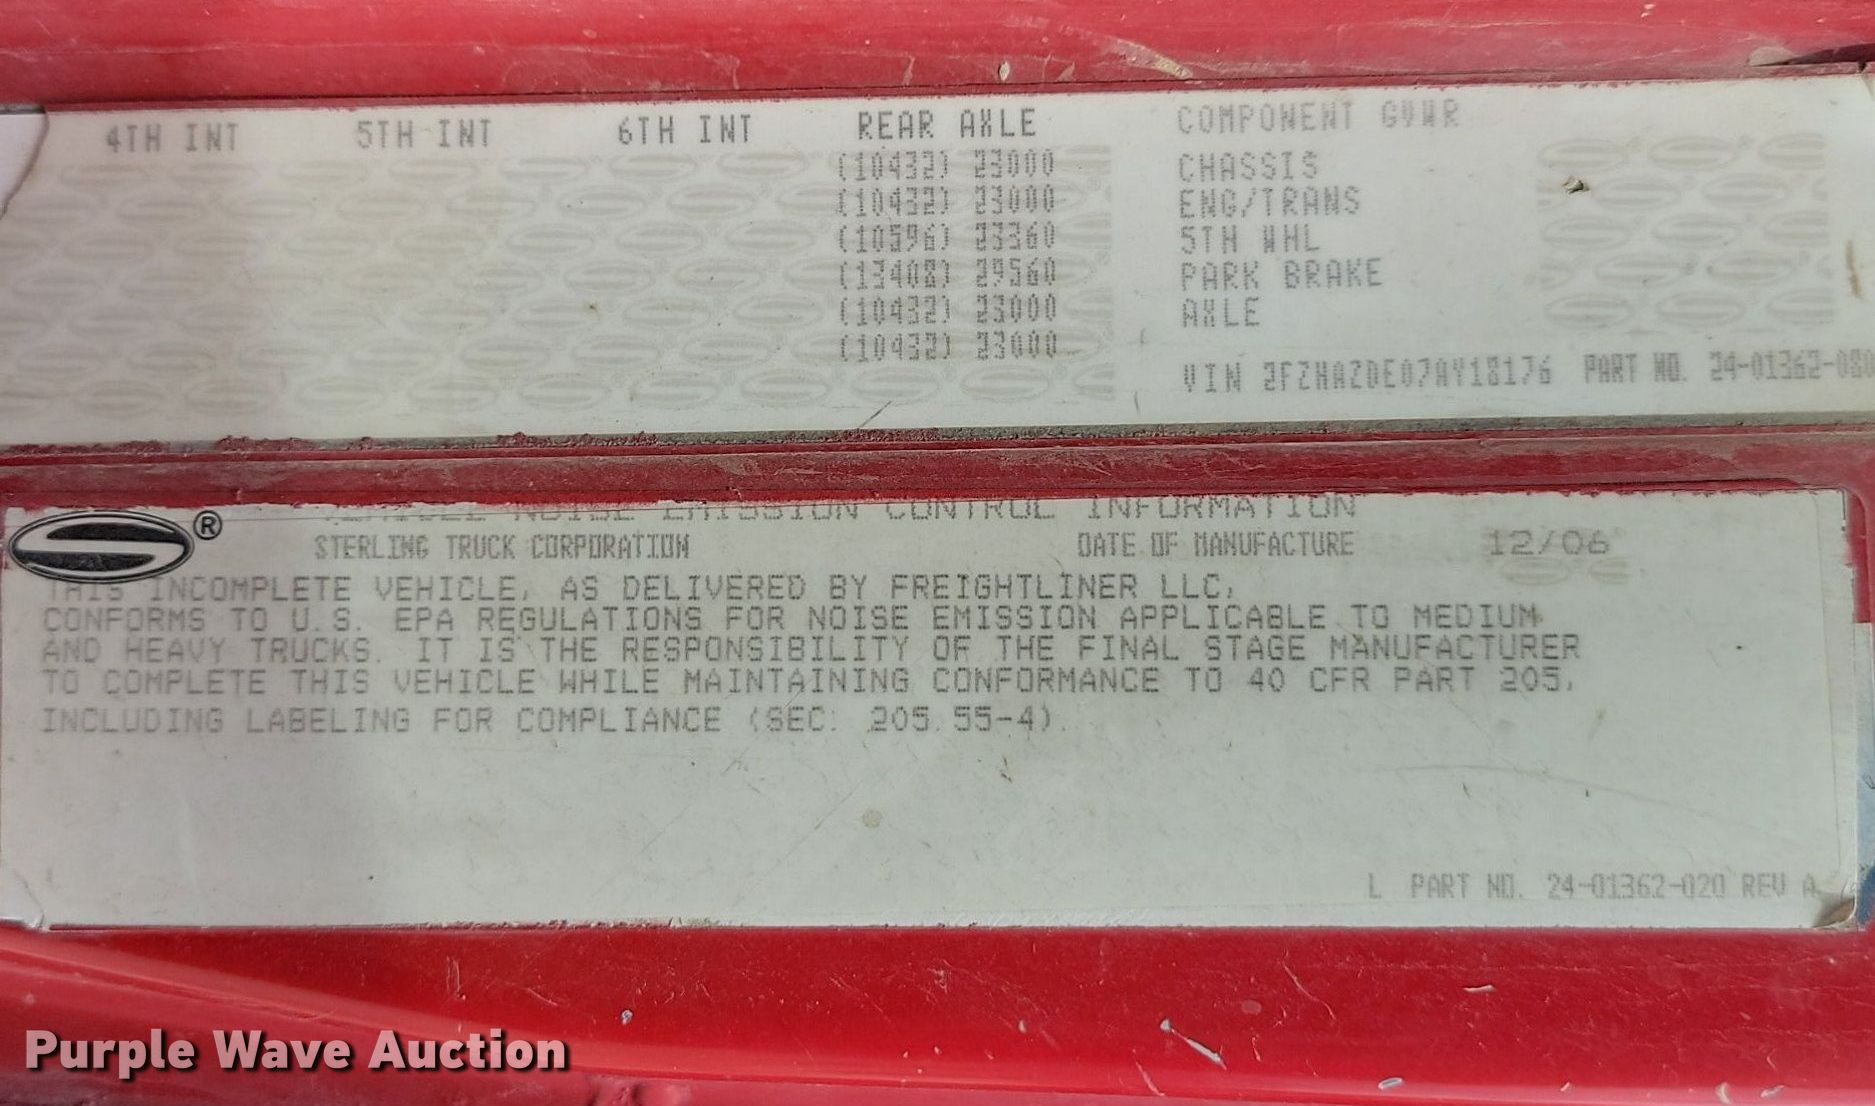 4TH INT 5TH INT 6TH INT REAR AXLE COMPONENT GVWR
(10432) 23000 CHASSIS
(10432) 23000 ENG/TRANS
(10596) 23360 5TH WHL
(13408) 29560 PARK BRAKE
(10432) 23000 AXLE
(10432) 23000
VIN 2FZHAZDE07AY18176 PART NO. 24-01362-080
VEHICLE NOISE EMISSION CONTROL INFORMATION
®
STERLING TRUCK CORPORATION DATE OF MANUFACTURE 12/06
THIS INCOMPLETE VEHICLE, AS DELIVERED BY FREIGHTLINER LLC,
CONFORMS TO U.S. EPA REGULATIONS FOR NOISE EMISSION APPLICABLE TO MEDIUM
AND HEAVY TRUCKS. IT IS THE RESPONSIBILITY OF THE FINAL STAGE MANUFACTURER
TO COMPLETE THIS VEHICLE WHILE MAINTAINING CONFORMANCE TO 40 CFR PART 205,
INCLUDING LABELING FOR COMPLIANCE (SEC. 205.55-4).
L PART NO. 24-01362-020 REV A
Purple Wave Auction